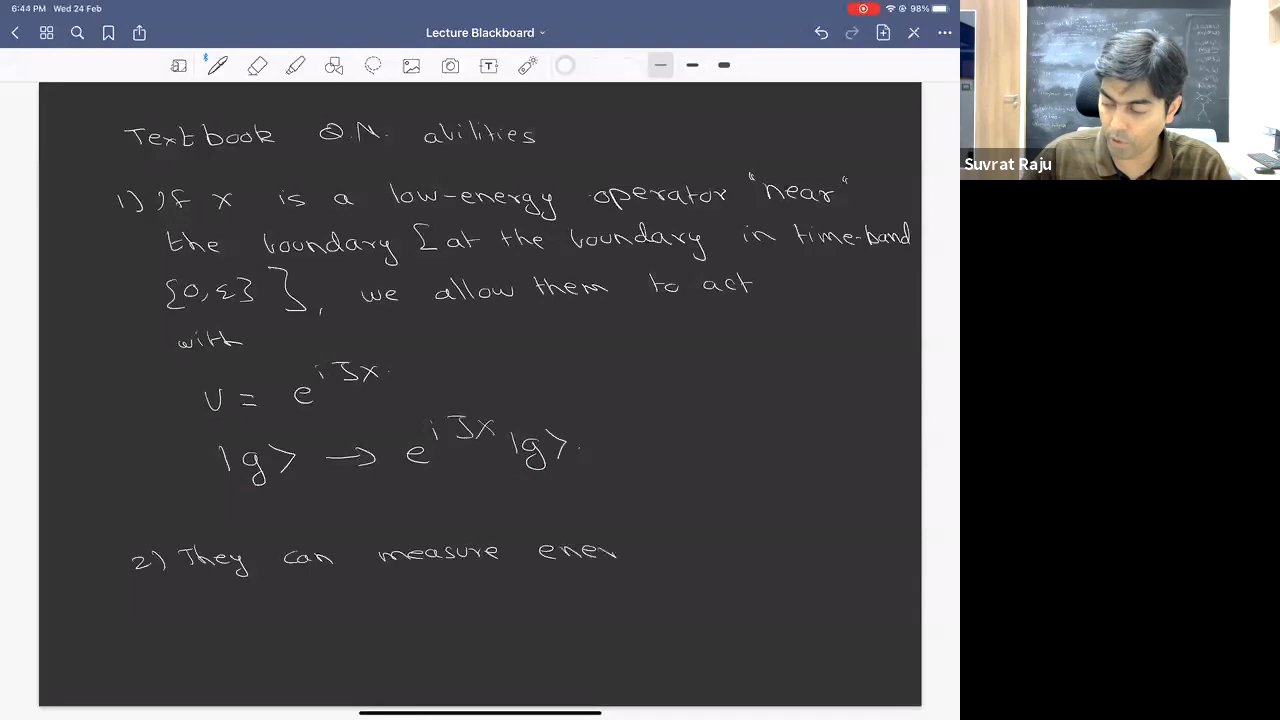 6:44 PM Wed 24 Feb
98%
Lecture Blackboard
Textbook Q.M. abilities
1) If X is a low-energy operator "near"
the boundary [at the boundary in time-band
{0, ε}], we allow them to act
with
U = e^{iJX}.
|g> → e^{iJX} |g>.
2) They can measure ener
Suvrat Raju